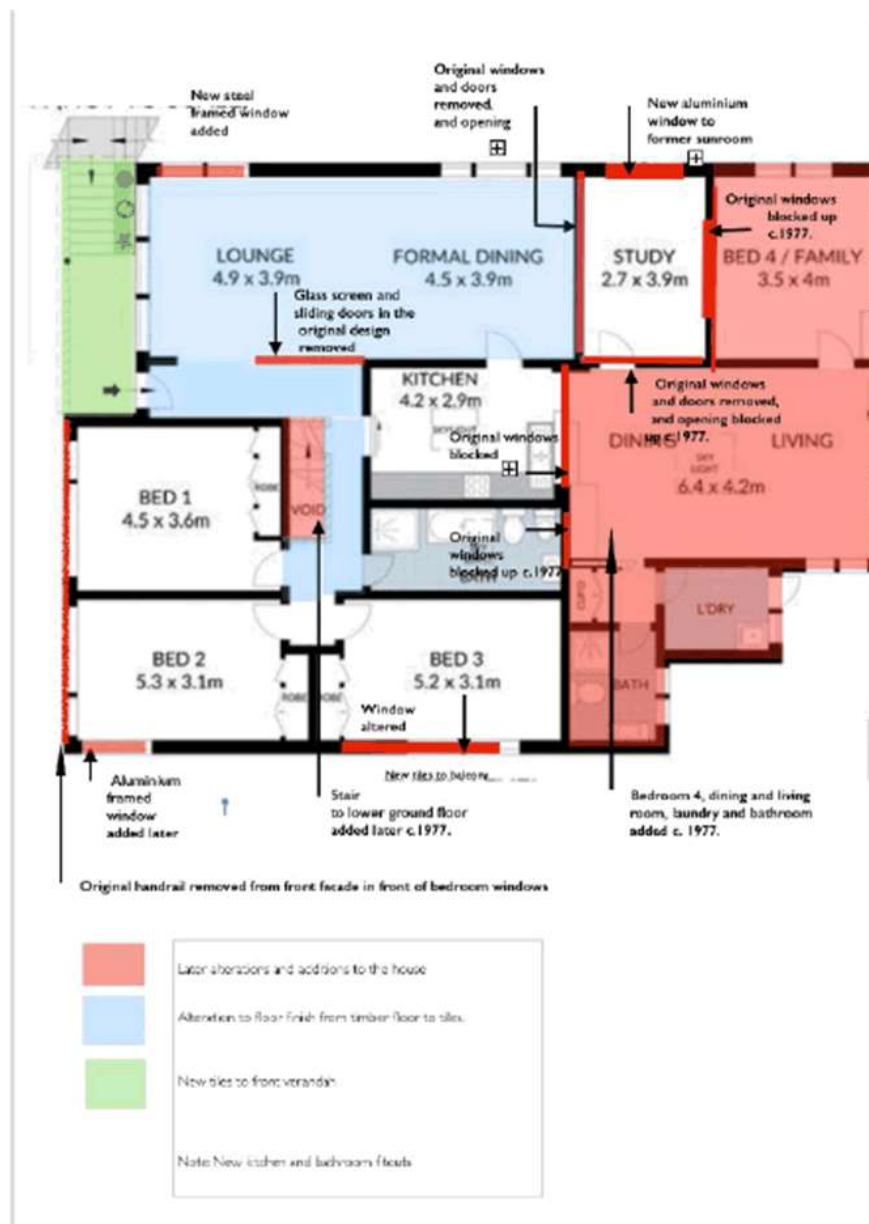 Original windows
and doors
removed,
and opening
New steel
framed window
added
New aluminium
window to
former sunroom
Original windows
blocked up
c.1977.
LOUNGE
4.9 x 3.9m
FORMAL DINING
4.5 x 3.9m
STUDY
2.7 x 3.9m
BED 4 / FAMILY
3.5 x 4m
Glass screen and
sliding doors in the
original design
removed
KITCHEN
4.2 x 2.9m
SKYLIGHT
Original windows
and doors removed,
and opening blocked
up c.1977.
Original windows
blocked
DINING
LIVING
SKY
LIGHT
6.4 x 4.2m
BED 1
4.5 x 3.6m
ROBE
VOID
Original
windows
blocked up c.1977
BATH
CUP'D
L'DRY
BED 2
5.3 x 3.1m
BED 3
5.2 x 3.1m
ROBE
ROBE
BATH
Window
altered
New tiles to balcony
Aluminium
framed
window
added later
Stair
to lower ground floor
added later c.1977.
Bedroom 4, dining and living
room, laundry and bathroom
added c. 1977.
Original handrail removed from front facade in front of bedroom windows
Later alterations and additions to the house
Alteration to floor finish from timber floor to tiles.
New tiles to front verandah
Note: New kitchen and bathroom fitouts